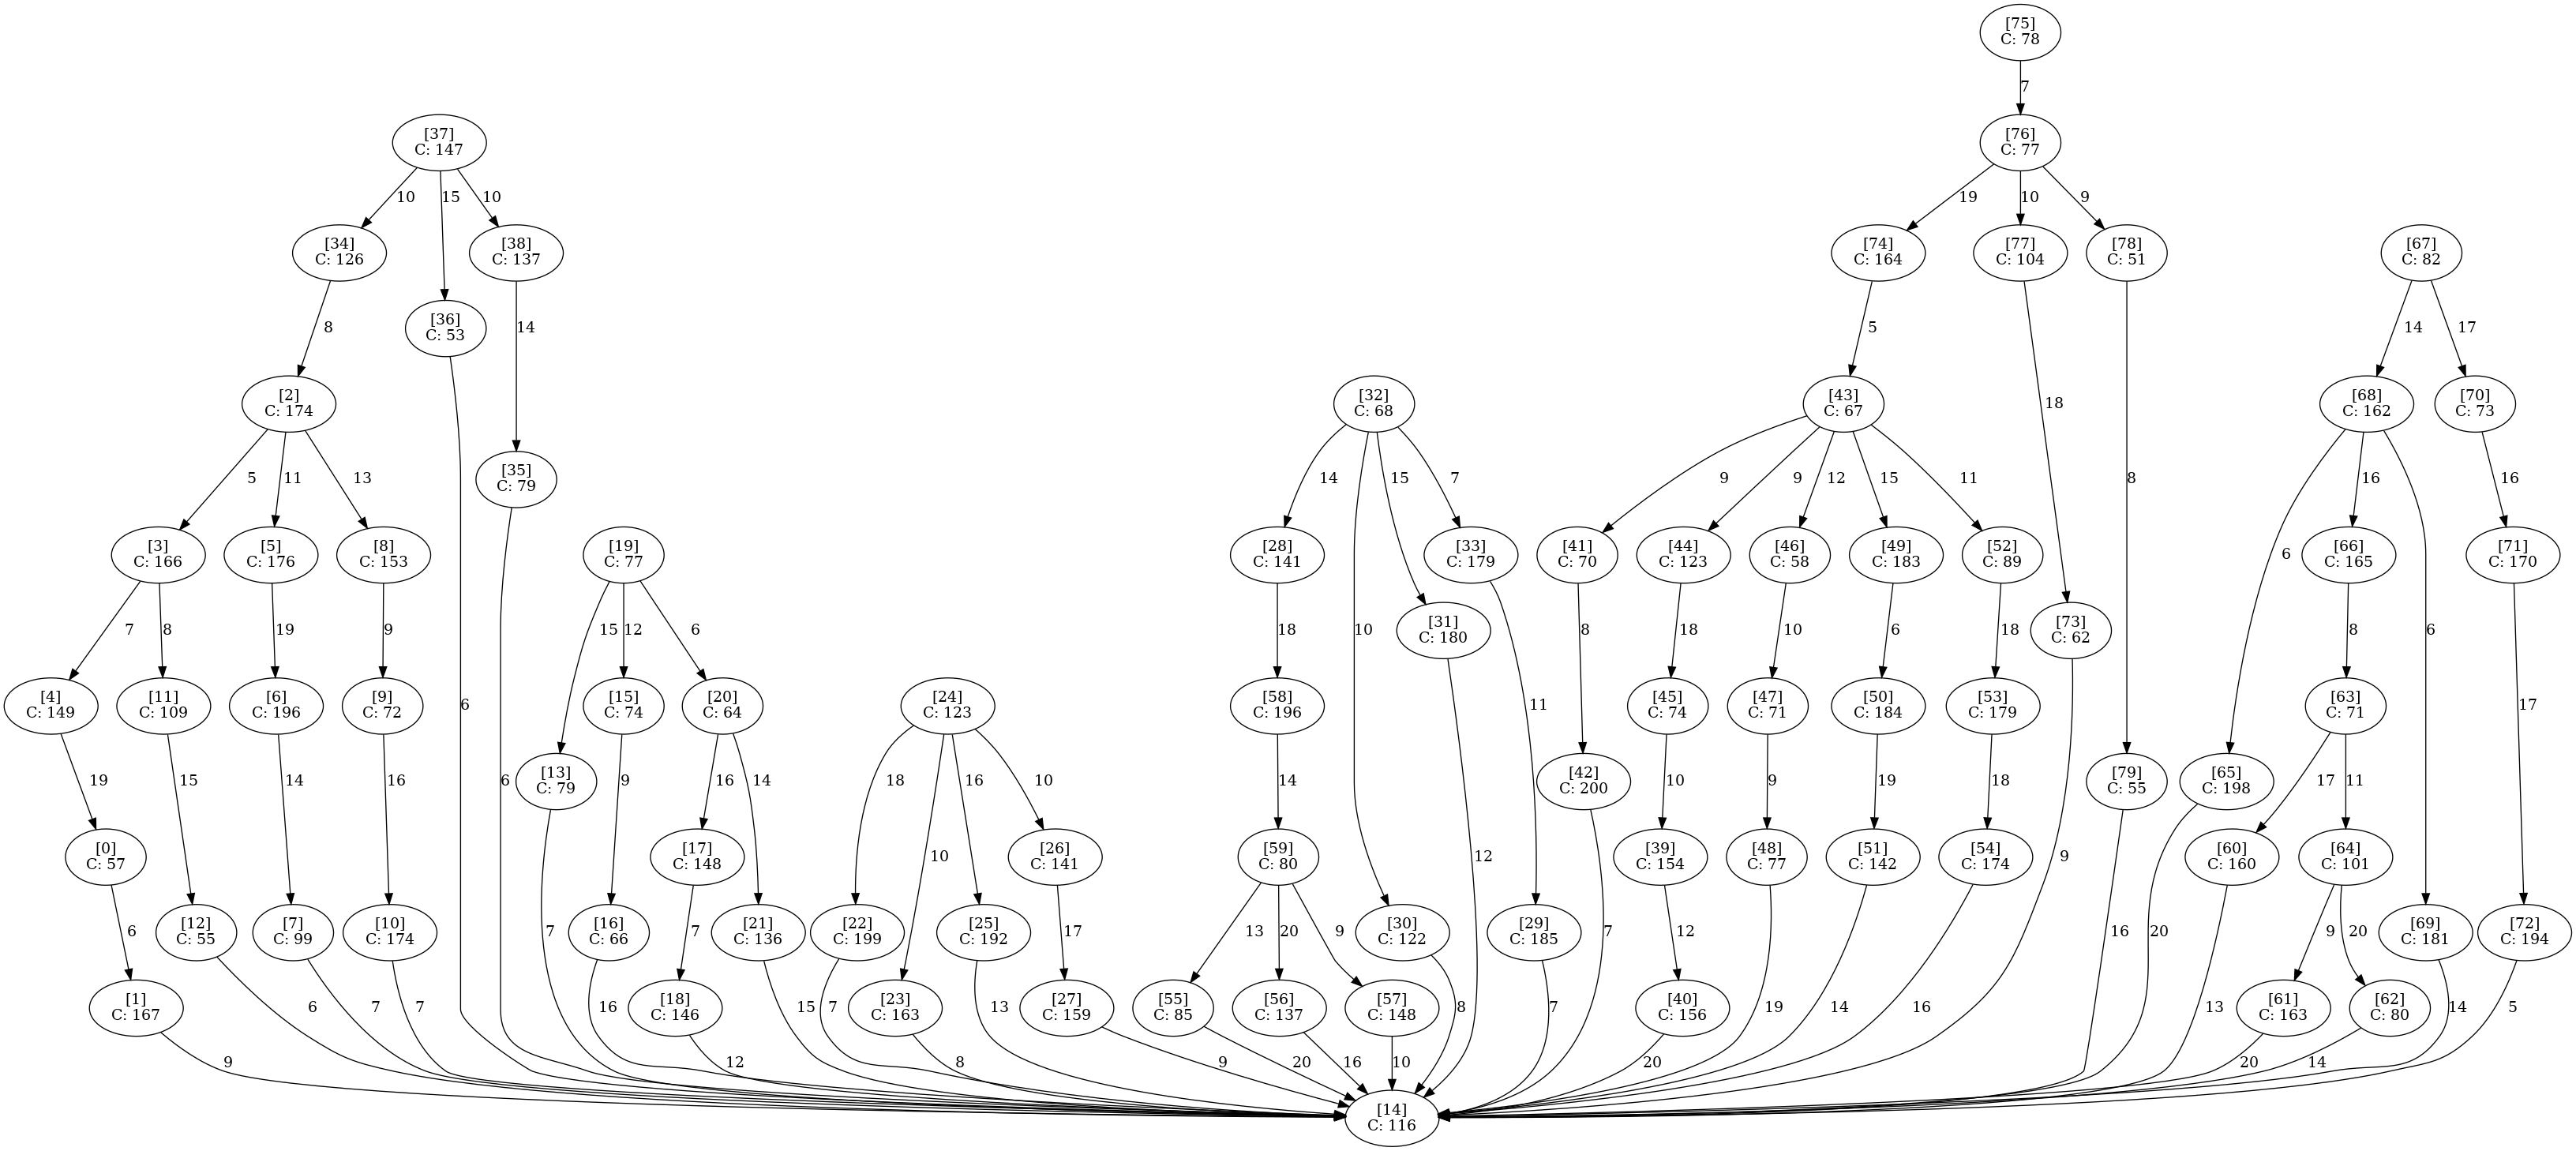 [75]
C: 78
7
[37]
C: 147
[76]
C: 77
10
15
10
19
10
9
[34]
C: 126
[38]
C: 137
[74]
C: 164
[77]
C: 104
[78]
C: 51
[67]
C: 82
[36]
C: 53
8
14
5
14
17
[2]
C: 174
[32]
C: 68
[43]
C: 67
18
[68]
C: 162
[70]
C: 73
[35]
C: 79
5
11
13
14
15
7
9
9
12
15
11
8
16
16
[3]
C: 166
[5]
C: 176
[8]
C: 153
[19]
C: 77
[28]
C: 141
[33]
C: 179
[41]
C: 70
[44]
C: 123
[46]
C: 58
[49]
C: 183
[52]
C: 89
6
[66]
C: 165
[71]
C: 170
7
8
19
9
15
12
6
18
10
[31]
C: 180
8
18
10
6
18
[73]
C: 62
8
6
[4]
C: 149
[11]
C: 109
[6]
C: 196
[9]
C: 72
6
[15]
C: 74
[20]
C: 64
[24]
C: 123
[58]
C: 196
11
[45]
C: 74
[47]
C: 71
[50]
C: 184
[53]
C: 179
[63]
C: 71
17
19
15
14
16
6
[13]
C: 79
9
16
14
18
16
10
14
[42]
C: 200
10
9
19
18
[79]
C: 55
[65]
C: 198
17
11
[0]
C: 57
[17]
C: 148
10
[26]
C: 141
[59]
C: 80
12
[39]
C: 154
[48]
C: 77
[51]
C: 142
[54]
C: 174
9
[60]
C: 160
[64]
C: 101
6
[12]
C: 55
[7]
C: 99
[10]
C: 174
7
[16]
C: 66
7
[21]
C: 136
[22]
C: 199
[25]
C: 192
17
13
20
9
[30]
C: 122
[29]
C: 185
7
12
16
20
9
20
[69]
C: 181
[72]
C: 194
[1]
C: 167
6
7
7
16
[18]
C: 146
15
7
[23]
C: 163
13
[27]
C: 159
[55]
C: 85
[56]
C: 137
[57]
C: 148
8
7
[40]
C: 156
19
14
16
13
[61]
C: 163
[62]
C: 80
14
5
9
12
8
9
20
16
10
20
20
14
[14]
C: 116